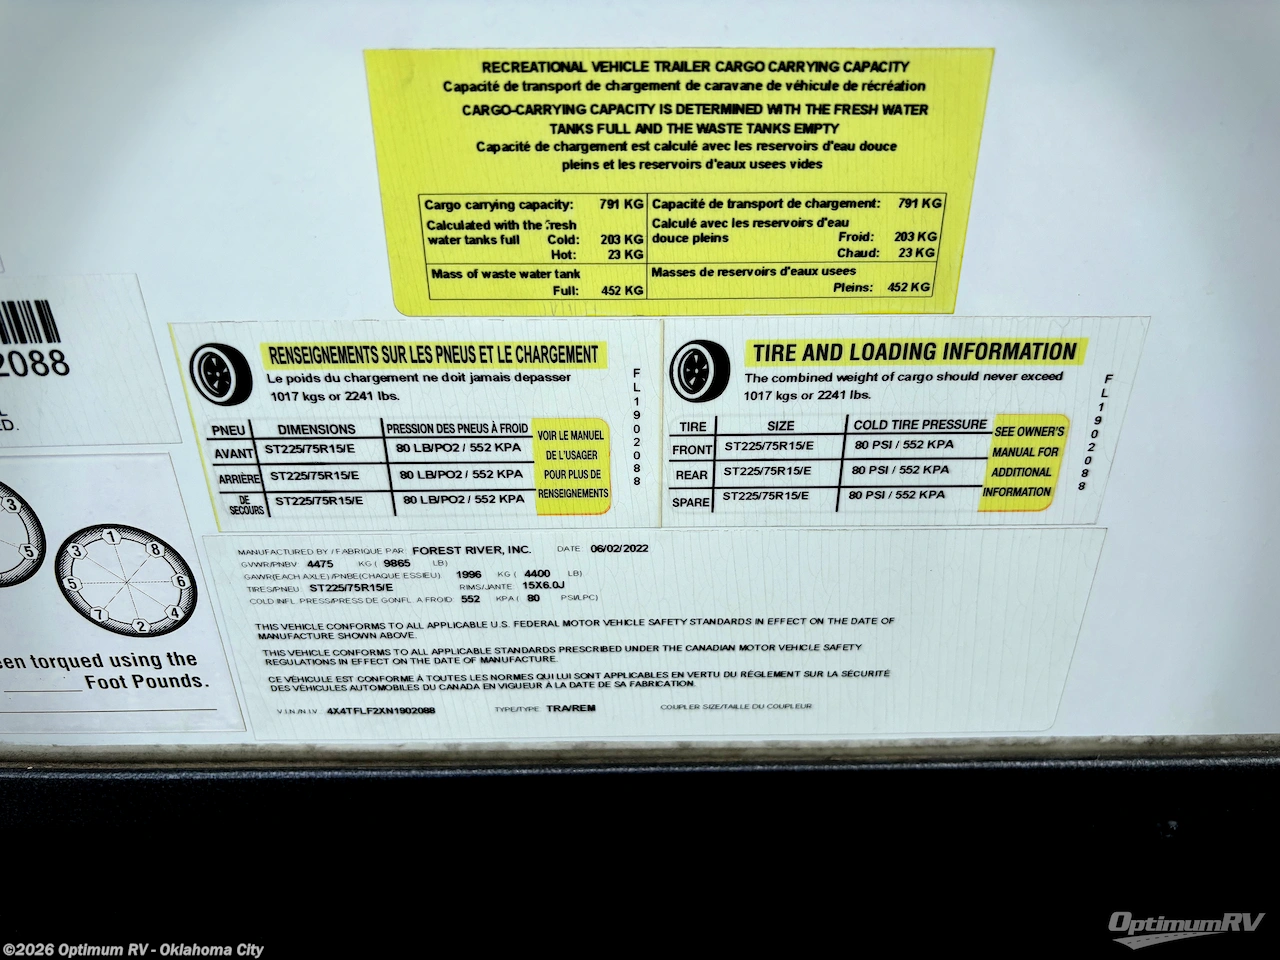 RECREATIONAL VEHICLE TRAILER CARGO CARRYING CAPACITY
Capacité de transport de chargement de caravane de véhicule de récréation
CARGO-CARRYING CAPACITY IS DETERMINED WITH THE FRESH WATER
TANKS FULL AND THE WASTE TANKS EMPTY
Capacité de chargement est calculé avec les reservoirs d'eau douce
pleins et les reservoirs d'eaux usees vides
Cargo carrying capacity: 791 KG
Calculated with the fresh
water tanks full Cold: 203 KG
Hot: 23 KG
Mass of waste water tank
Full: 452 KG
Capacité de transport de chargement: 791 KG
Calculé avec les reservoirs d'eau
douce pleins Froid: 203 KG
Chaud: 23 KG
Masses de reservoirs d'eaux usees
Pleins: 452 KG
2088
ED.
RENSEIGNEMENTS SUR LES PNEUS ET LE CHARGEMENT
Le poids du chargement ne doit jamais depasser
1017 kgs or 2241 lbs.
PNEU DIMENSIONS PRESSION DES PNEUS À FROID
AVANT ST225/75R15/E 80 LB/PO2 / 552 KPA
ARRIÈRE ST225/75R15/E 80 LB/PO2 / 552 KPA
DE SECOURS ST225/75R15/E 80 LB/PO2 / 552 KPA
VOIR LE MANUEL
DE L'USAGER
POUR PLUS DE
RENSEIGNEMENTS
FL1902088
TIRE AND LOADING INFORMATION
The combined weight of cargo should never exceed
1017 kgs or 2241 lbs.
TIRE SIZE COLD TIRE PRESSURE
FRONT ST225/75R15/E 80 PSI / 552 KPA
REAR ST225/75R15/E 80 PSI / 552 KPA
SPARE ST225/75R15/E 80 PSI / 552 KPA
SEE OWNER'S
MANUAL FOR
ADDITIONAL
INFORMATION
FL1902088
3
5
1
8
6
4
2
7
5
3
een torqued using the
Foot Pounds.
MANUFACTURED BY / FABRIQUE PAR FOREST RIVER, INC. DATE 06/02/2022
GVWR/PNBV 4475 KG ( 9865 LB)
GAWR(EACH AXLE)/PNBE(CHAQUE ESSIEU) 1996 KG ( 4400 LB)
TIRES/PNEU ST225/75R15/E RIMS/JANTE 15X6.0J
COLD INFL. PRESS/PRESS DE GONFL. A FROID 552 KPA ( 80 PSI/LPC)
THIS VEHICLE CONFORMS TO ALL APPLICABLE U.S. FEDERAL MOTOR VEHICLE SAFETY STANDARDS IN EFFECT ON THE DATE OF
MANUFACTURE SHOWN ABOVE.
THIS VEHICLE CONFORMS TO ALL APPLICABLE STANDARDS PRESCRIBED UNDER THE CANADIAN MOTOR VEHICLE SAFETY
REGULATIONS IN EFFECT ON THE DATE OF MANUFACTURE.
CE VÉHICULE EST CONFORME À TOUTES LES NORMES QUI LUI SONT APPLICABLES EN VERTU DU RÉGLEMENT SUR LA SÉCURITÉ
DES VÉHICULES AUTOMOBILES DU CANADA EN VIGUEUR À LA DATE DE SA FABRICATION.
V.I.N./N.I.V. 4X4TFLF2XN1902088 TYPE/TYPE TRA/REM COUPLER SIZE/TAILLE DU COUPLEUR
OptimumRV
©2026 Optimum RV - Oklahoma City